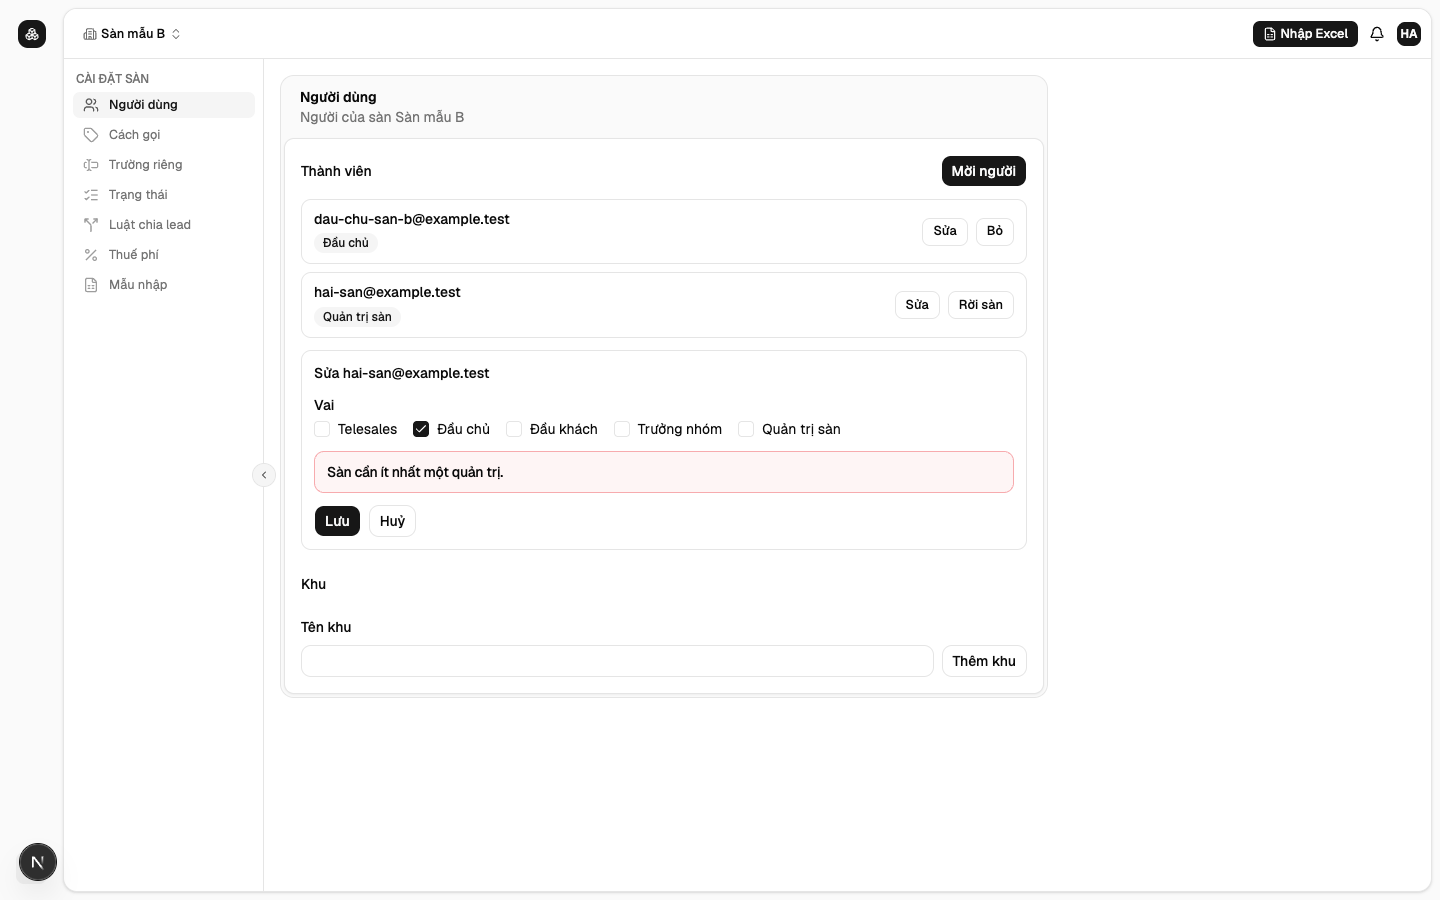 Sàn mẫu B
Nhập Excel
HA
CÀI ĐẶT SÀN
Người dùng
Cách gọi
Trường riêng
Trạng thái
Luật chia lead
Thuế phí
Mẫu nhập
Người dùng
Người của sàn Sàn mẫu B
Thành viên
Mời người
dau-chu-san-b@example.test
Đầu chủ
Sửa
Bỏ
hai-san@example.test
Quản trị sàn
Sửa
Rời sàn
Sửa hai-san@example.test
Vai
Telesales
Đầu chủ
Đầu khách
Trưởng nhóm
Quản trị sàn
Sàn cần ít nhất một quản trị.
Lưu
Huỷ
Khu
Tên khu
Thêm khu
N